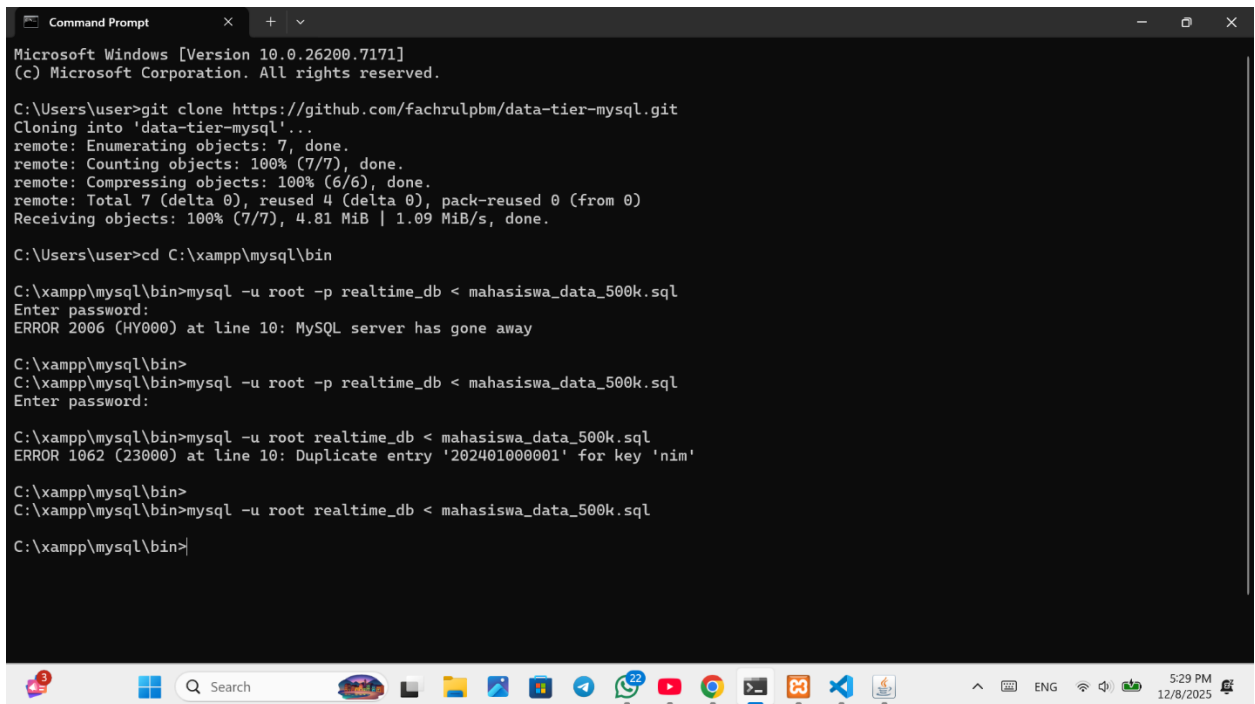 Command Prompt
Microsoft Windows [Version 10.0.26200.7171]
(c) Microsoft Corporation. All rights reserved.
C:\Users\user>git clone https://github.com/fachrulpbm/data-tier-mysql.git
Cloning into 'data-tier-mysql'...
remote: Enumerating objects: 7, done.
remote: Counting objects: 100% (7/7), done.
remote: Compressing objects: 100% (6/6), done.
remote: Total 7 (delta 0), reused 4 (delta 0), pack-reused 0 (from 0)
Receiving objects: 100% (7/7), 4.81 MiB | 1.09 MiB/s, done.
C:\Users\user>cd C:\xampp\mysql\bin
C:\xampp\mysql\bin>mysql -u root -p realtime_db < mahasiswa_data_500k.sql
Enter password:
ERROR 2006 (HY000) at line 10: MySQL server has gone away
C:\xampp\mysql\bin>
C:\xampp\mysql\bin>mysql -u root -p realtime_db < mahasiswa_data_500k.sql
Enter password:
C:\xampp\mysql\bin>mysql -u root realtime_db < mahasiswa_data_500k.sql
ERROR 1062 (23000) at line 10: Duplicate entry '202401000001' for key 'nim'
C:\xampp\mysql\bin>
C:\xampp\mysql\bin>mysql -u root realtime_db < mahasiswa_data_500k.sql
C:\xampp\mysql\bin>
3
Search
22
ENG
5:29 PM
12/8/2025